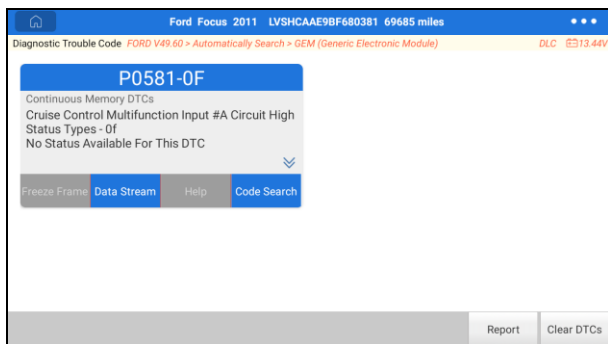 Ford Focus 2011 LVSHCAAE9BF680381 69685 miles
Diagnostic Trouble Code FORD V49.60 > Automatically Search > GEM (Generic Electronic Module) DLC 13.44V
P0581-0F
Continuous Memory DTCs
Cruise Control Multifunction Input #A Circuit High
Status Types - 0f
No Status Available For This DTC
Freeze Frame Data Stream Help Code Search
Report Clear DTCs